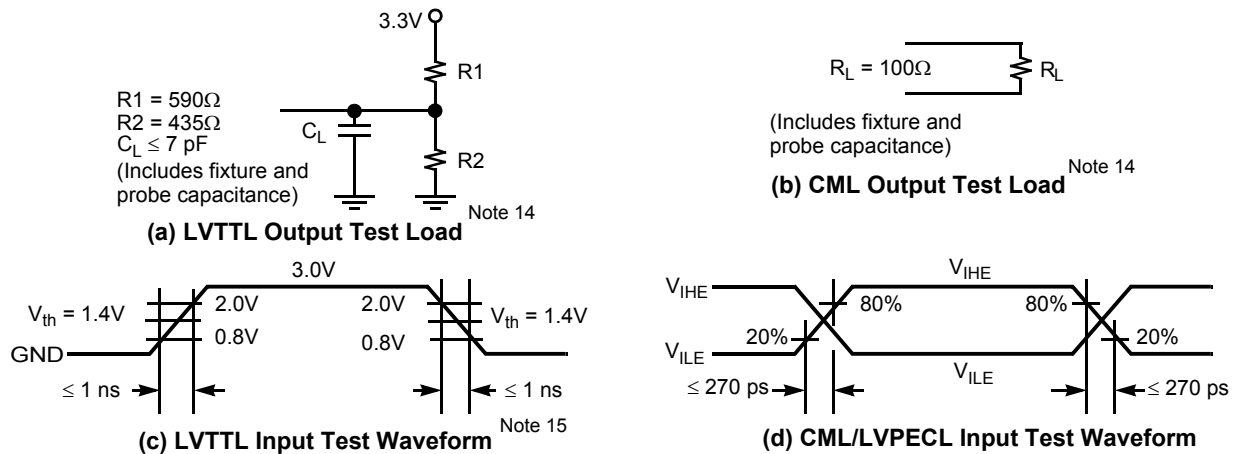 3.3V
R1
R1 = 590Ω
R2 = 435Ω
C_L ≤ 7 pF
(Includes fixture and
probe capacitance)
C_L
R2
Note 14
(a) LVTTL Output Test Load
R_L = 100Ω
R_L
(Includes fixture and
probe capacitance)
Note 14
(b) CML Output Test Load
3.0V
V_th = 1.4V
2.0V
0.8V
2.0V
0.8V
V_th = 1.4V
GND
≤ 1 ns
≤ 1 ns
Note 15
(c) LVTTL Input Test Waveform
V_IHE
V_IHE
80%
80%
20%
20%
V_ILE
V_ILE
≤ 270 ps
≤ 270 ps
(d) CML/LVPECL Input Test Waveform